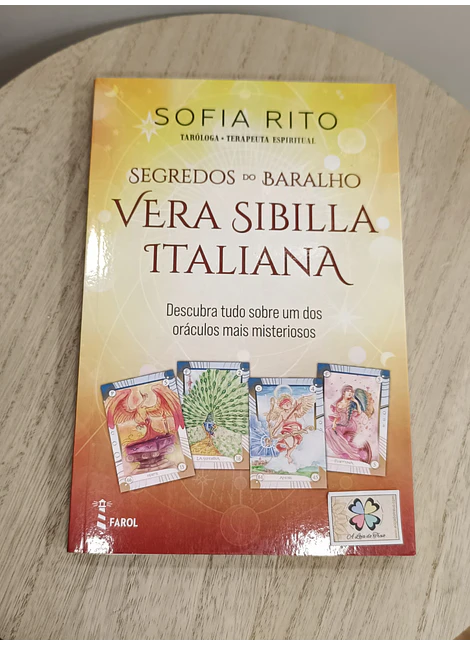 SOFIA RITO
TARÓLOGA • TERAPEUTA ESPIRITUAL
SEGREDOS DO BARALHO
VERA SIBILLA
ITALIANA
Descubra tudo sobre um dos
oráculos mais misteriosos
FAROL